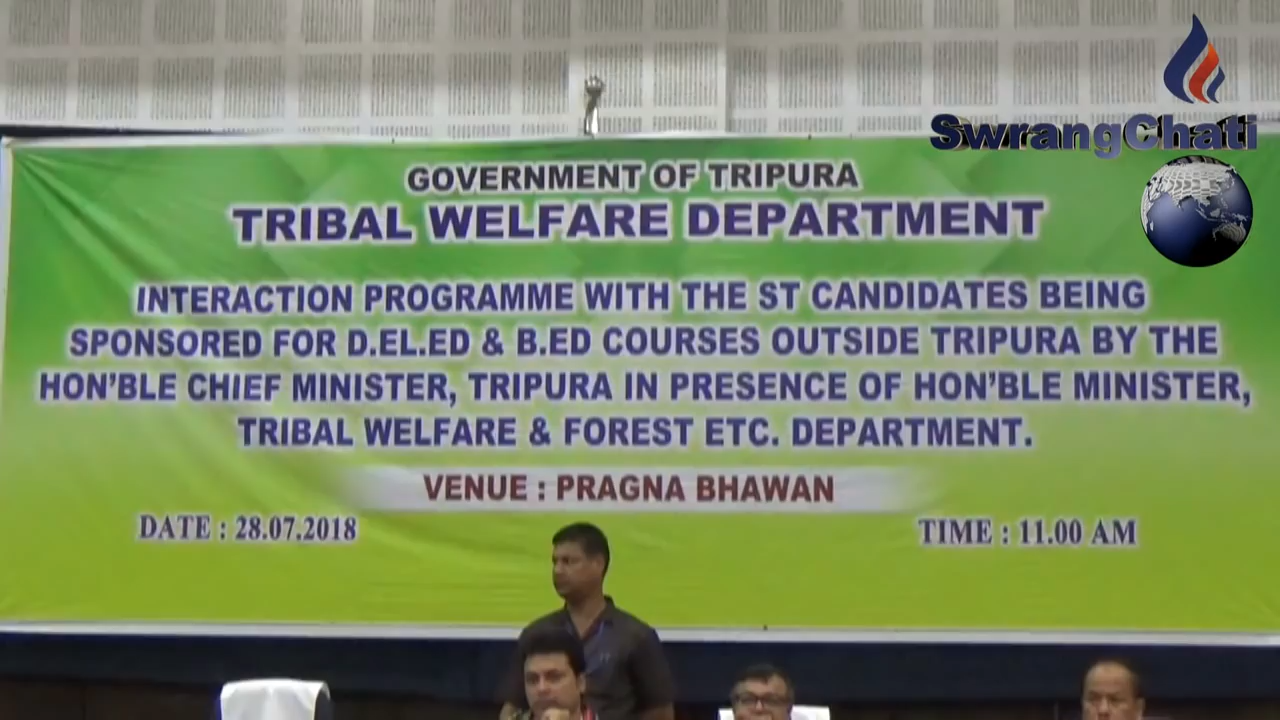 SwrangChati
GOVERNMENT OF TRIPURA
TRIBAL WELFARE DEPARTMENT
INTERACTION PROGRAMME WITH THE ST CANDIDATES BEING
SPONSORED FOR D.EL.ED & B.ED COURSES OUTSIDE TRIPURA BY THE
HON'BLE CHIEF MINISTER, TRIPURA IN PRESENCE OF HON'BLE MINISTER,
TRIBAL WELFARE & FOREST ETC. DEPARTMENT.
VENUE : PRAGNA BHAWAN
DATE : 28.07.2018
TIME : 11.00 AM